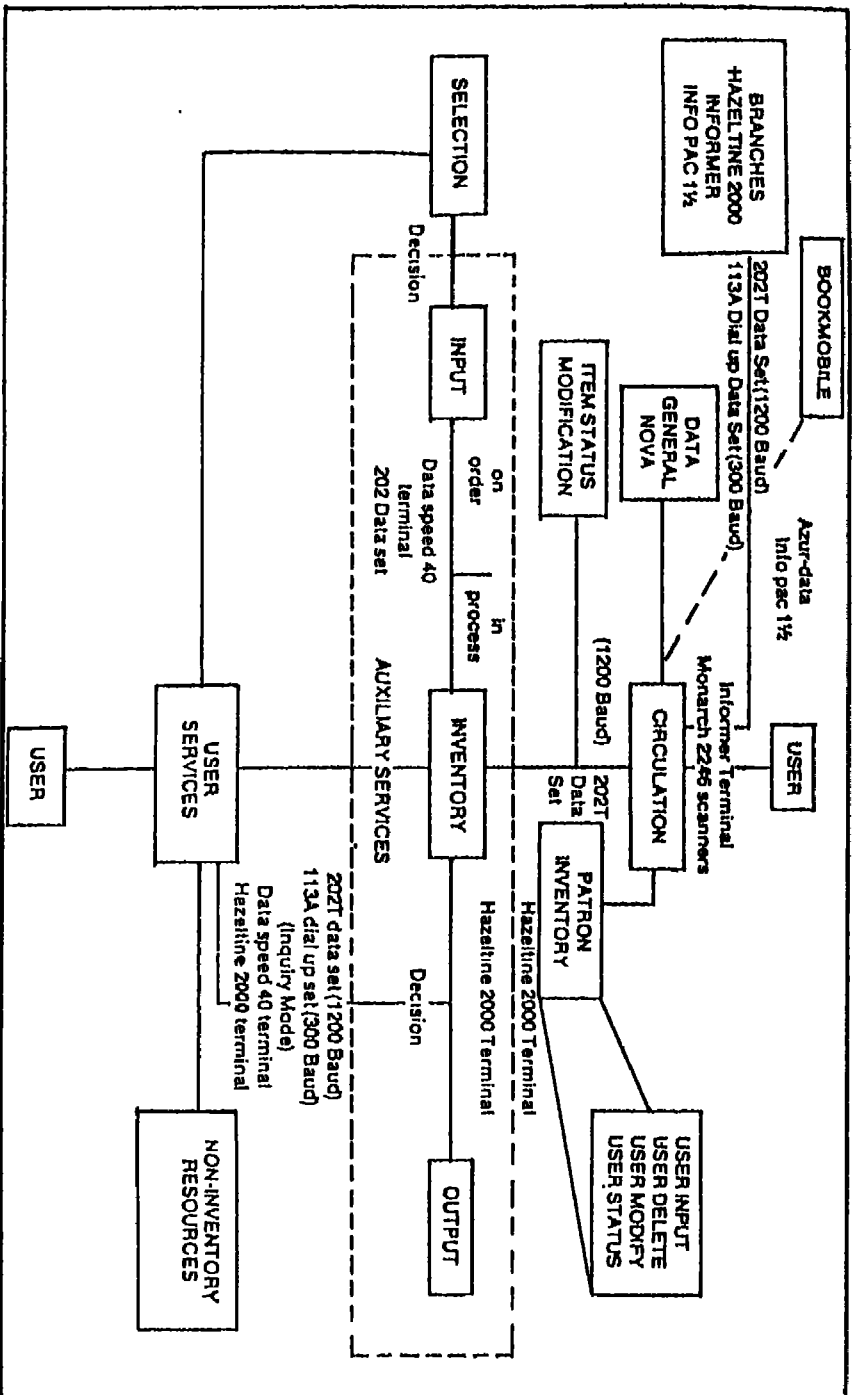 BOOKMOBILE
BRANCHES
HAZELTINE 2000
INFORMER
INFO PAC 1½
202T Data Set (1200 Baud)
113A Dial up Data Set (300 Baud)
Azur-data
Info pac 1½
USER
Informer Terminal
Monarch 2246 scanners
DATA
GENERAL
NOVA
CIRCULATION
ITEM STATUS
MODIFICATION
(1200 Baud)
202T
Data
Set
PATRON
INVENTORY
USER INPUT
USER DELETE
USER MODIFY
USER STATUS
Hazeltine 2000 Terminal
SELECTION
Decision
INPUT
on
order
in
process
Data speed 40
terminal
202 Data set
INVENTORY
Hazeltine 2000 Terminal
Decision
OUTPUT
AUXILIARY SERVICES
202T data set (1200 Baud)
113A dial up set (300 Baud)
(Inquiry Mode)
Data speed 40 terminal
Hazeltine 2000 terminal
USER
SERVICES
NON-INVENTORY
RESOURCES
USER